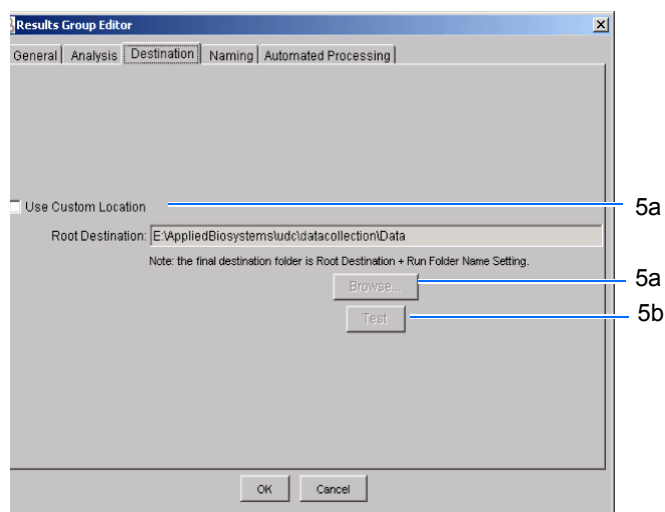 Results Group Editor
General Analysis Destination Naming Automated Processing
Use Custom Location 5a
Root Destination: E:\AppliedBiosystems\udc\datacollection\Data
Note: the final destination folder is Root Destination + Run Folder Name Setting.
Browse... 5a
Test 5b
OK Cancel